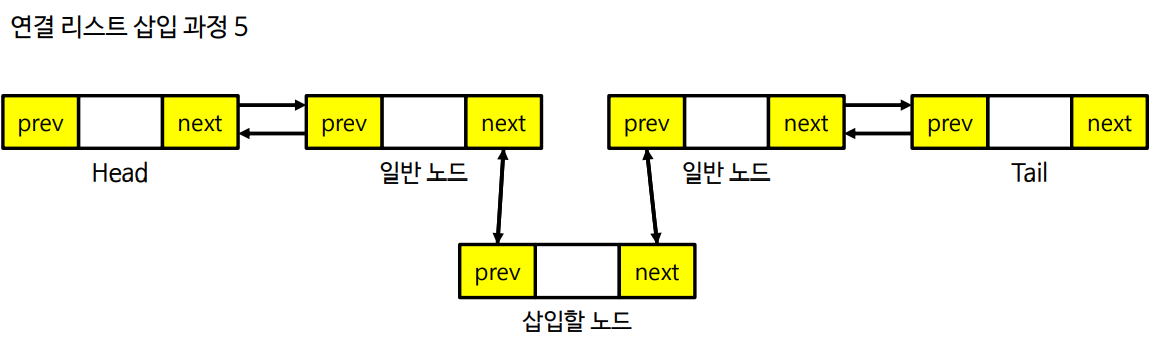 연결 리스트 삽입 과정 5
prev next prev next prev next prev next
Head 일반 노드 일반 노드 Tail
prev next
삽입할 노드